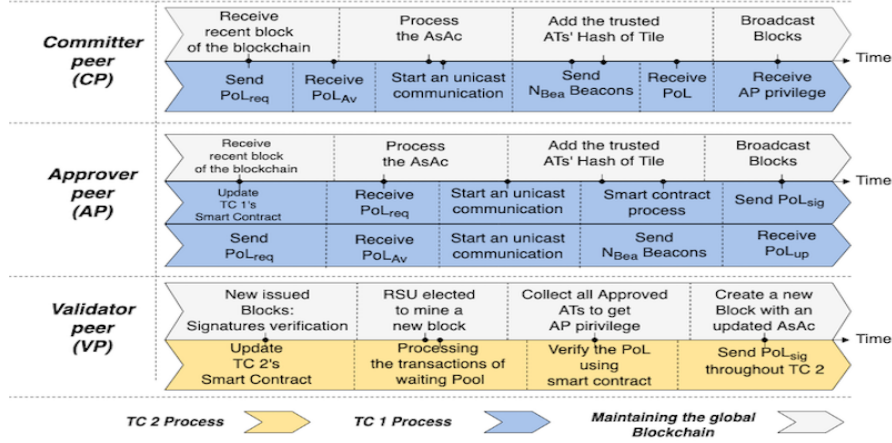 Committer
peer
(CP)
Receive
recent block
of the blockchain
Process
the AsAc
Add the trusted
ATs' Hash of Tile
Broadcast
Blocks
Time
Send
PoLreq
Receive
PoLAv
Start an unicast
communication
Send
NBea Beacons
Receive
PoL
Receive
AP privilege
Approver
peer
(AP)
Receive
recent block
of the blockchain
Process
the AsAc
Add the trusted
ATs' Hash of Tile
Broadcast
Blocks
Time
Update
TC 1's
Smart Contract
Receive
PoLreq
Start an unicast
communication
Smart contract
process
Send PoLsig
Send
PoLreq
Receive
PoLAv
Start an unicast
communication
Send
NBea Beacons
Receive
PoLup
Validator
peer
(VP)
New issued
Blocks:
Signatures verification
RSU elected
to mine a
new block
Collect all Approved
ATs to get
AP pirivilege
Create a new
Block with an
updated AsAc
Time
Update
TC 2's
Smart Contract
Processing
the transactions of
waiting Pool
Verify the PoL
using
smart contract
Send PoLsig
throughout TC 2
TC 2 Process
TC 1 Process
Maintaining the global
Blockchain